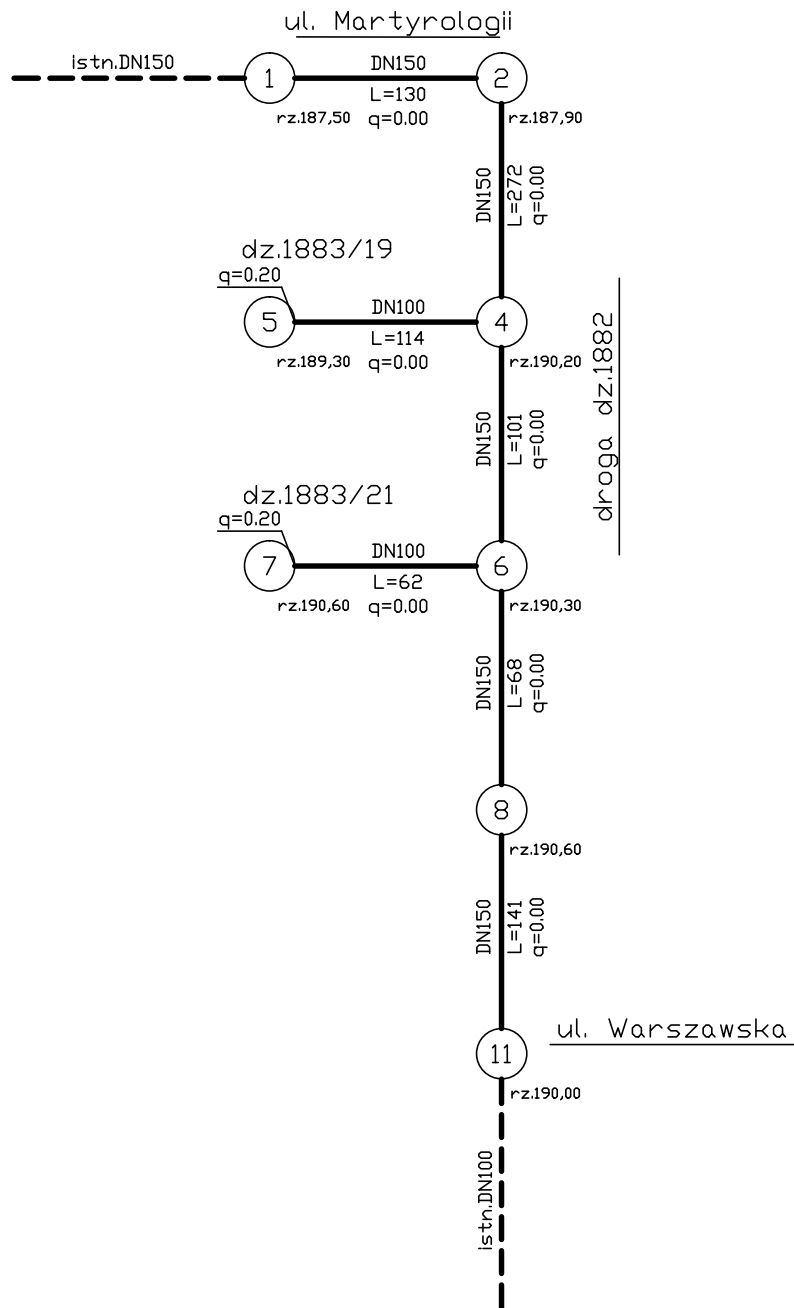 ul. Martyrologii
istn.DN150
1
DN150
L=130
q=0.00
2
rz.187,50
rz.187,90
DN150
L=272
q=0.00
dz.1883/19
q=0.20
5
DN100
L=114
q=0.00
4
rz.189,30
rz.190,20
droga dz.1882
DN150
L=101
q=0.00
dz.1883/21
q=0.20
7
DN100
L=62
q=0.00
6
rz.190,60
rz.190,30
DN150
L=68
q=0.00
8
rz.190,60
DN150
L=141
q=0.00
ul. Warszawska
11
rz.190,00
istn.DN100